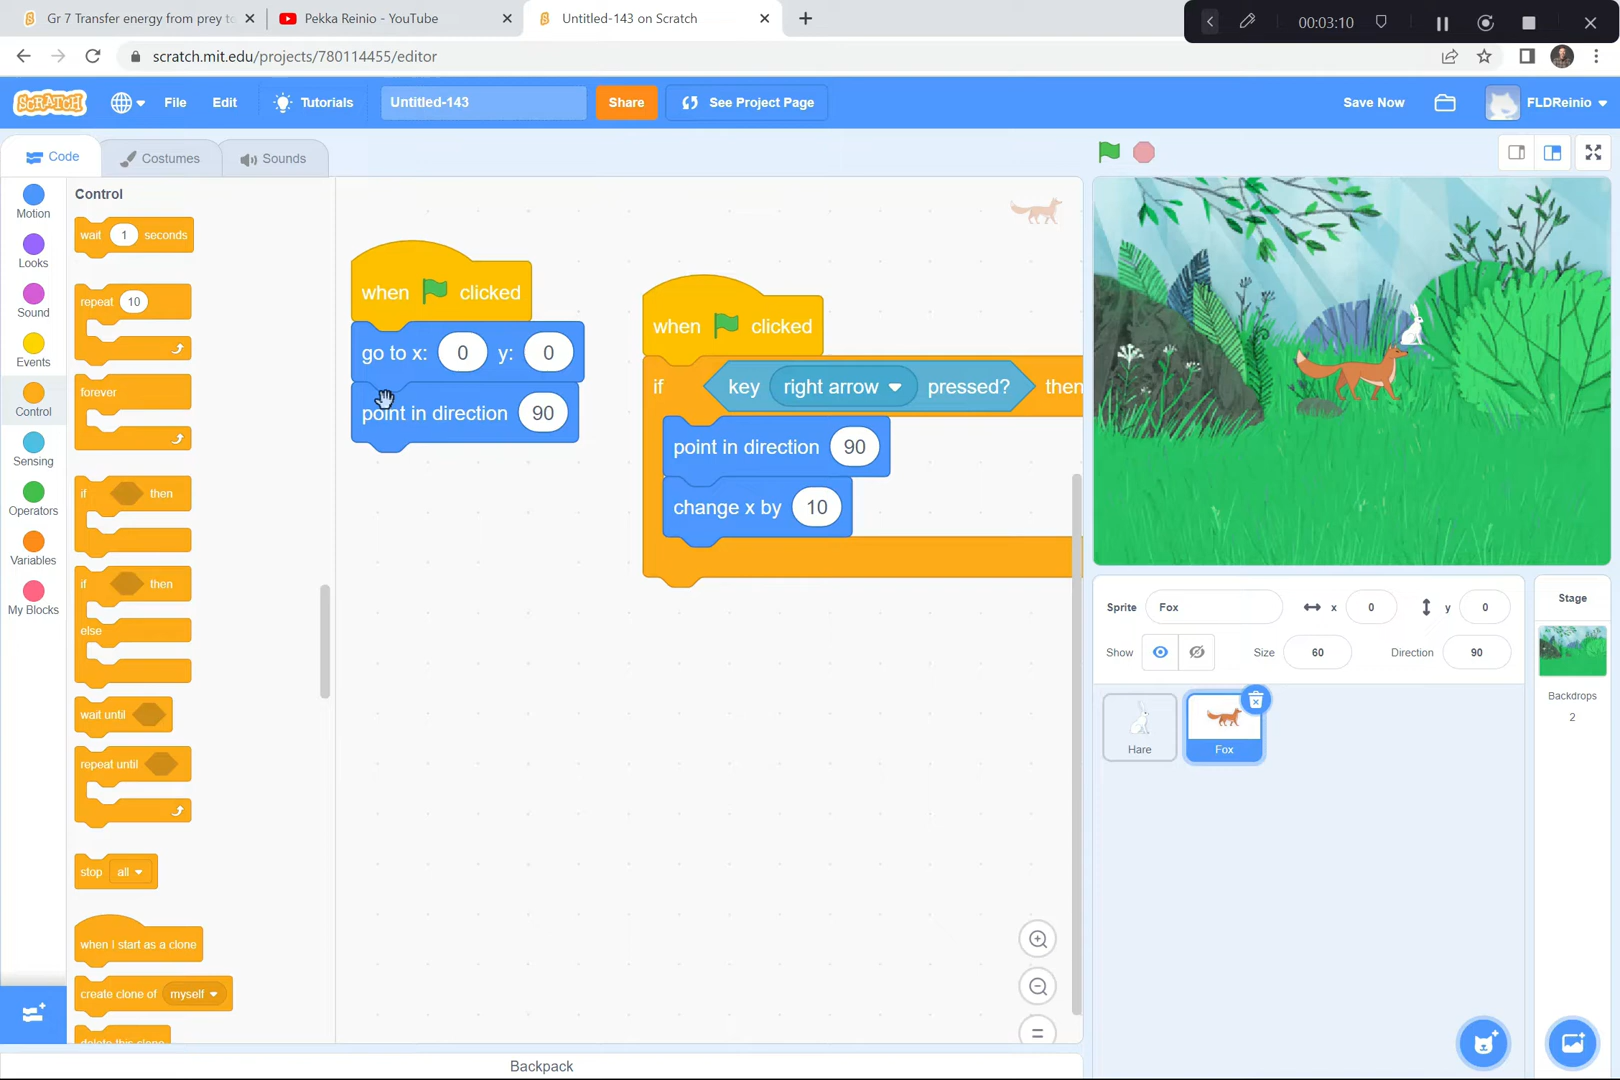 Gr 7 Transfer energy from prey to
Pekka Reinio - YouTube
Untitled-143 on Scratch
00:03:10
scratch.mit.edu/projects/780114455/editor
SCRATCH
File
Edit
Tutorials
Untitled-143
Share
See Project Page
Save Now
FLDReinio
Code
Costumes
Sounds
Motion
Looks
Sound
Events
Control
Sensing
Operators
Variables
My Blocks
Control
wait 1 seconds
repeat 10
forever
if then
if then
else
wait until
repeat until
stop all
when I start as a clone
create clone of myself
delete this clone
when clicked
go to x: 0 y: 0
point in direction 90
when clicked
if key right arrow pressed? then
point in direction 90
change x by 10
Backpack
Sprite Fox x 0 y 0
Show Size 60 Direction 90
Hare
Fox
Stage
Backdrops
2